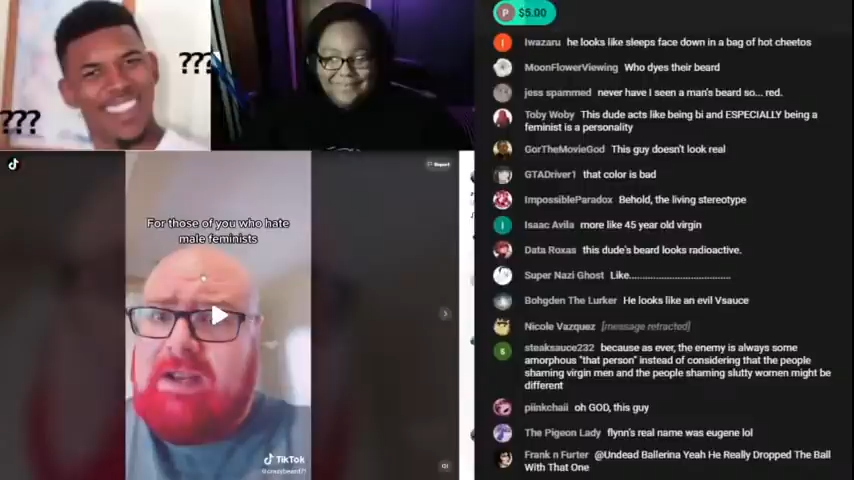 ???
???
P $5.00
Iwazaru he looks like sleeps face down in a bag of hot cheetos
MoonFlowerViewing Who dyes their beard
jess spammed never have I seen a man's beard so... red.
Toby Woby This dude acts like being bi and ESPECIALLY being a
feminist is a personality
GorTheMovieGod This guy doesn't look real
GTADriver1 that color is bad
ImpossibleParadox Behold, the living stereotype
I Isaac Avila more like 45 year old virgin
Data Roxas this dude's beard looks radioactive.
Super Nazi Ghost Like..................................
Bohgden The Lurker He looks like an evil Vsauce
Nicole Vazquez [message retracted]
S steaksauce232 because as ever, the enemy is always some
amorphous "that person" instead of considering that the people
shaming virgin men and the people shaming slutty women might be
different
piinkchaii oh GOD, this guy
The Pigeon Lady flynn's real name was eugene lol
Frank n Furter @Undead Ballerina Yeah He Really Dropped The Ball
With That One
Report
For those of you who hate
male feminists
TikTok